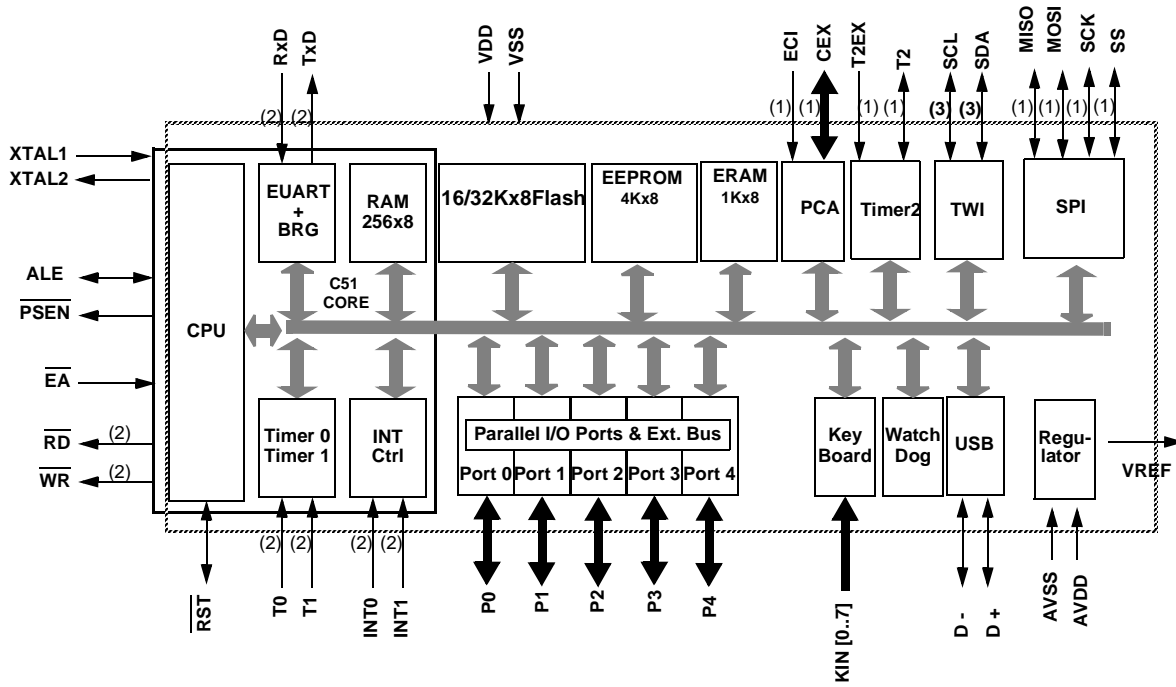 RxD
TxD
VDD
VSS
ECI
CEX
T2EX
T2
SCL
SDA
MISO
MOSI
SCK
SS
(2) (2)
(1) (1) (1) (1) (3) (3) (1) (1) (1) (1)
XTAL1
XTAL2
ALE
PSEN
EA
RD (2)
WR (2)
CPU
EUART
+
BRG
RAM
256x8
C51
CORE
16/32Kx8Flash
EEPROM
4Kx8
ERAM
1Kx8
PCA
Timer2
TWI
SPI
Timer 0
Timer 1
INT
Ctrl
Parallel I/O Ports & Ext. Bus
Port 0 Port 1 Port 2 Port 3 Port 4
Key
Board
Watch
Dog
USB
Regu-
lator
VREF
(2) (2) (2) (2)
RST
T0
T1
INT0
INT1
P0
P1
P2
P3
P4
KIN [0..7]
D -
D +
AVSS
AVDD